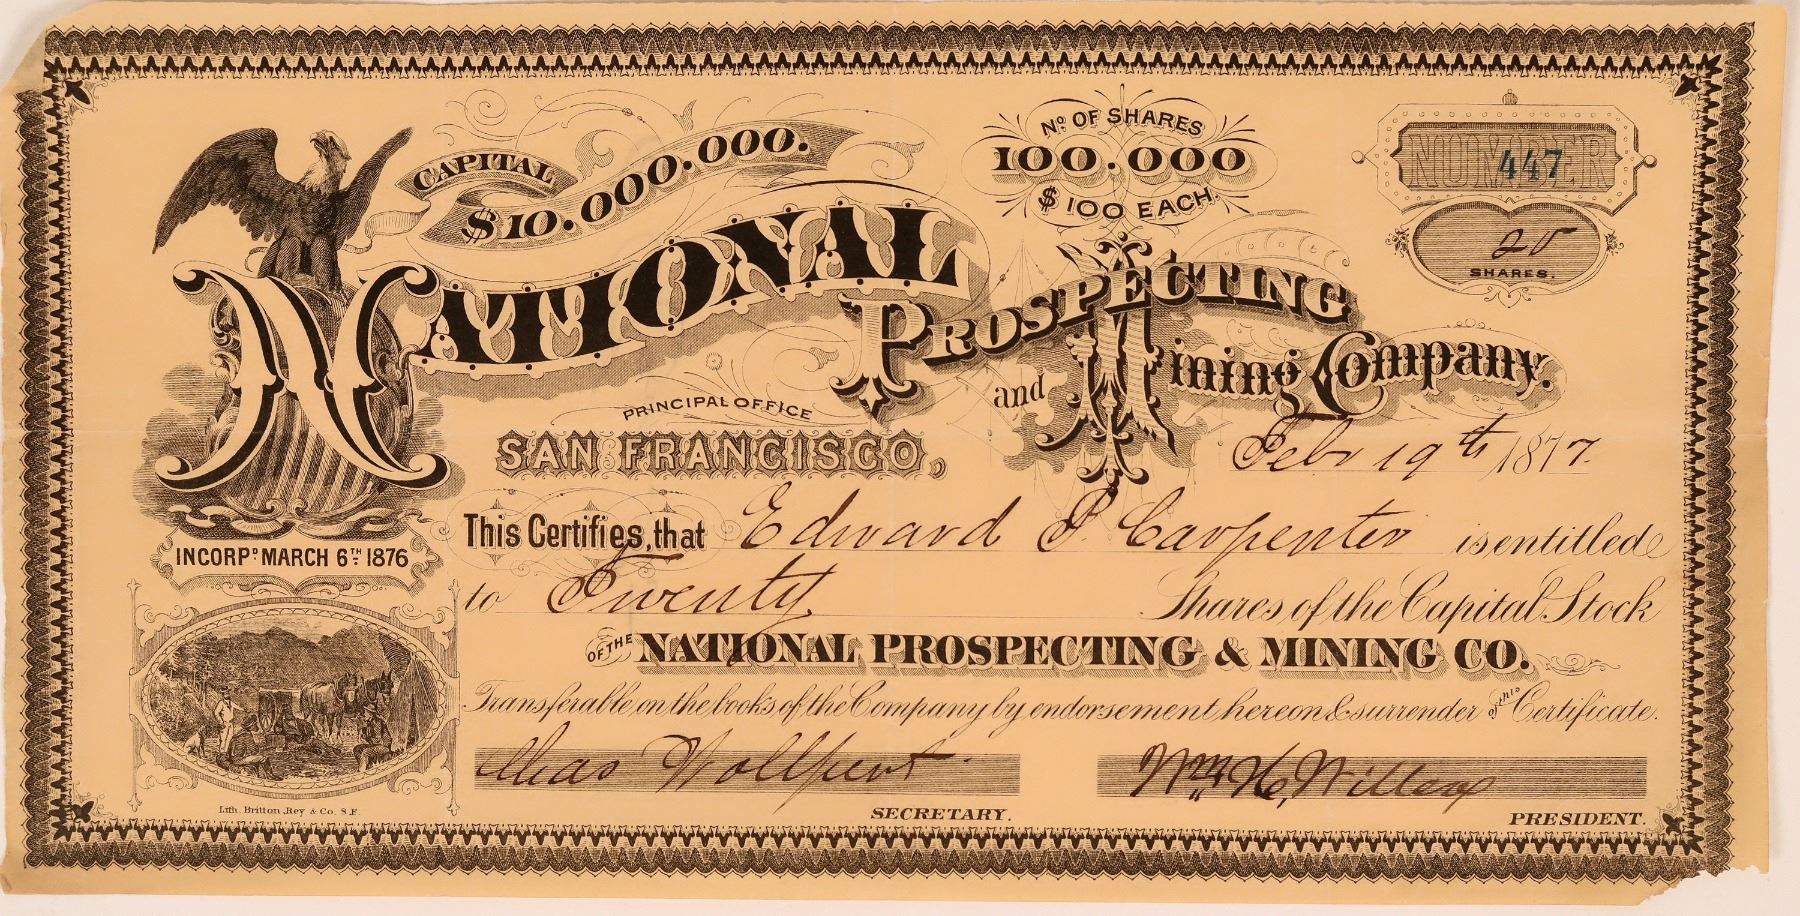 CAPITAL
$10.000.000.
No OF SHARES
100.000
$100 EACH.
NUMBER
447
20
SHARES.
NATIONAL
PROSPECTING
and Mining Company.
PRINCIPAL OFFICE
SAN FRANCISCO,
Feb 19th 1877
This Certifies, that Edward P. Carpenter is entitled
to Twenty Shares of the Capital Stock
OF THE NATIONAL PROSPECTING & MINING CO.
Transferable on the books of the Company by endorsement hereon & surrender of this Certificate.
INCORPD MARCH 6TH 1876
Chas
SECRETARY.
Wm H.
PRESIDENT.
Lith. Britton, Rey & Co. S.F.